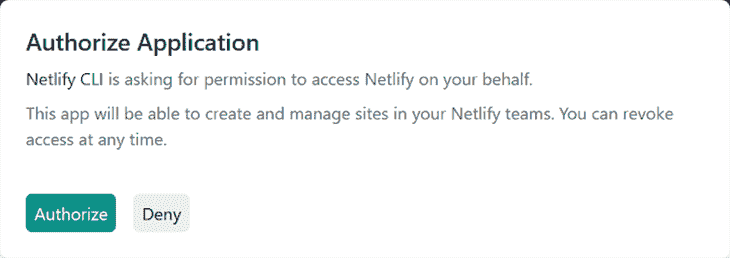 Authorize Application
Netlify CLI is asking for permission to access Netlify on your behalf.
This app will be able to create and manage sites in your Netlify teams. You can revoke
access at any time.
Authorize Deny